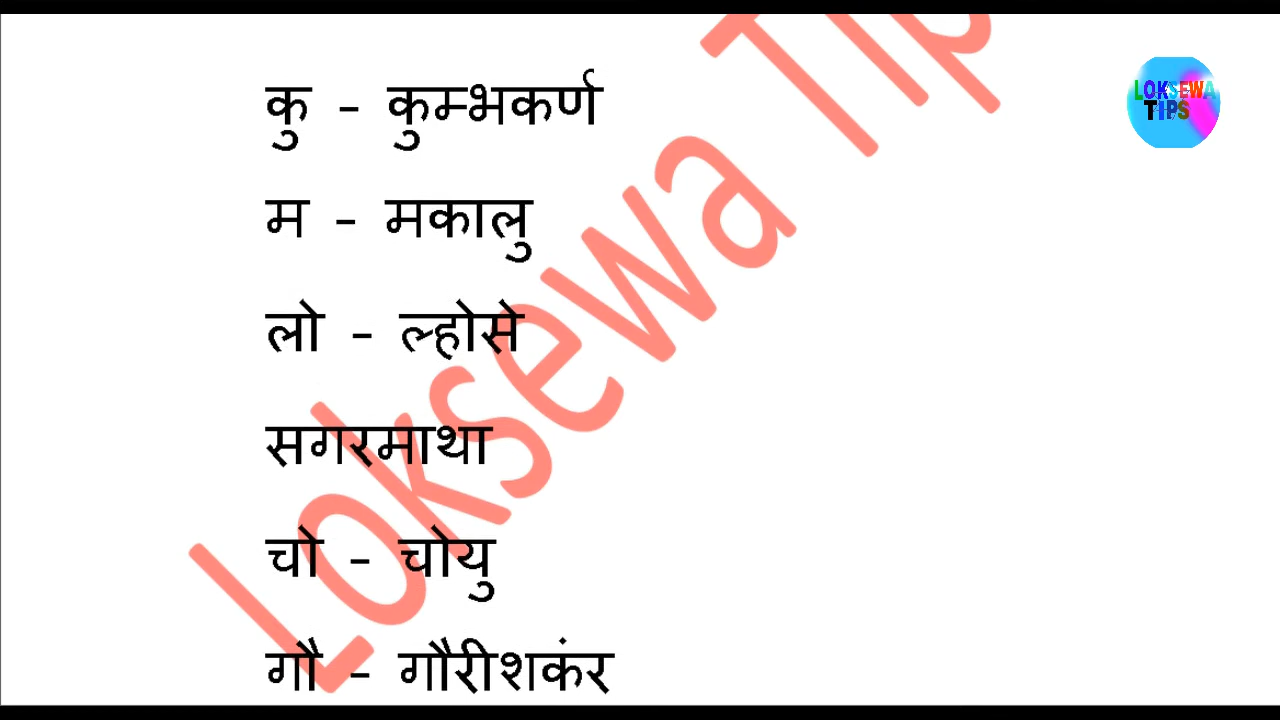 कु - कुम्भकर्ण
म - मकालु
लो - ल्होसे
सगरमाथा
चो - चोयु
गौ - गौरीशकंर
Loksewa Tips
LOKSEWA
TIPS